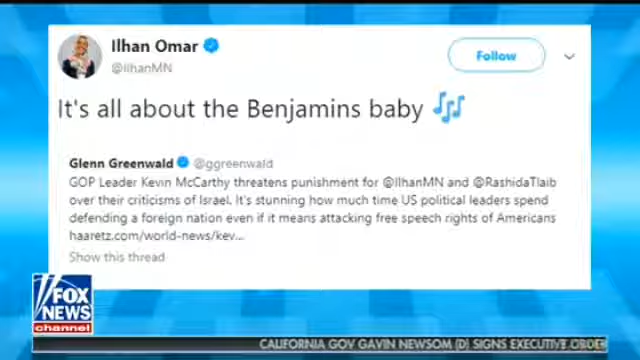 Ilhan Omar
@IlhanMN
Follow
It's all about the Benjamins baby 🎶
Glenn Greenwald @ggreenwald
GOP Leader Kevin McCarthy threatens punishment for @IlhanMN and @RashidaTlaib
over their criticisms of Israel. It's stunning how much time US political leaders spend
defending a foreign nation even if it means attacking free speech rights of Americans
haaretz.com/world-news/kev...
Show this thread
FOX
NEWS
channel
CALIFORNIA GOV GAVIN NEWSOM (D) SIGNS EXECUTIVE ORDE